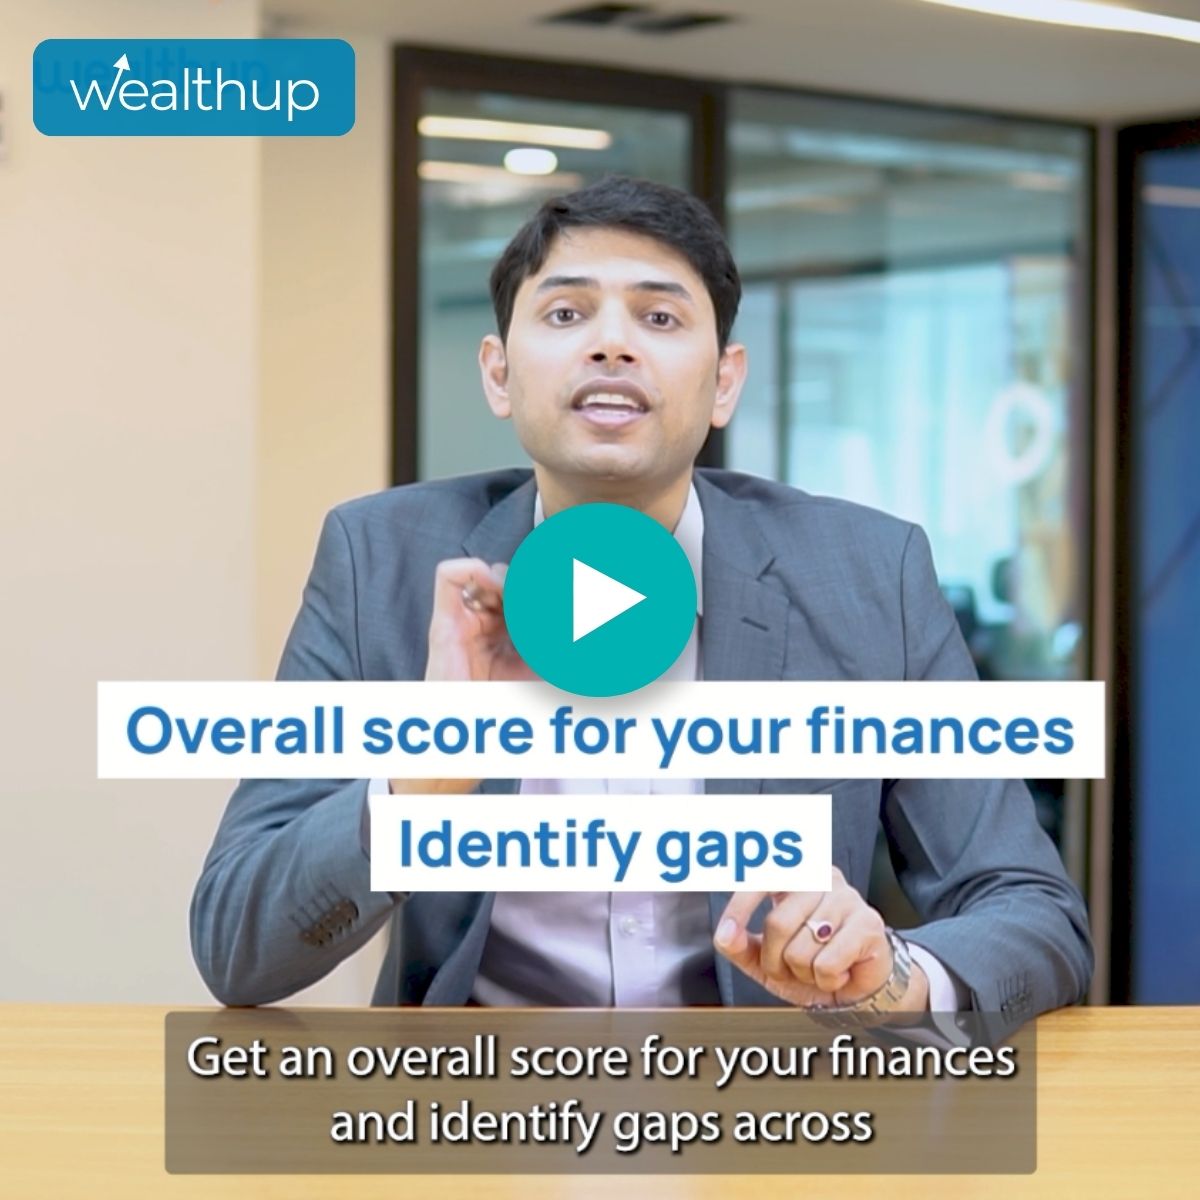 wealthup
Overall score for your finances
Identify gaps
Get an overall score for your finances
and identify gaps across